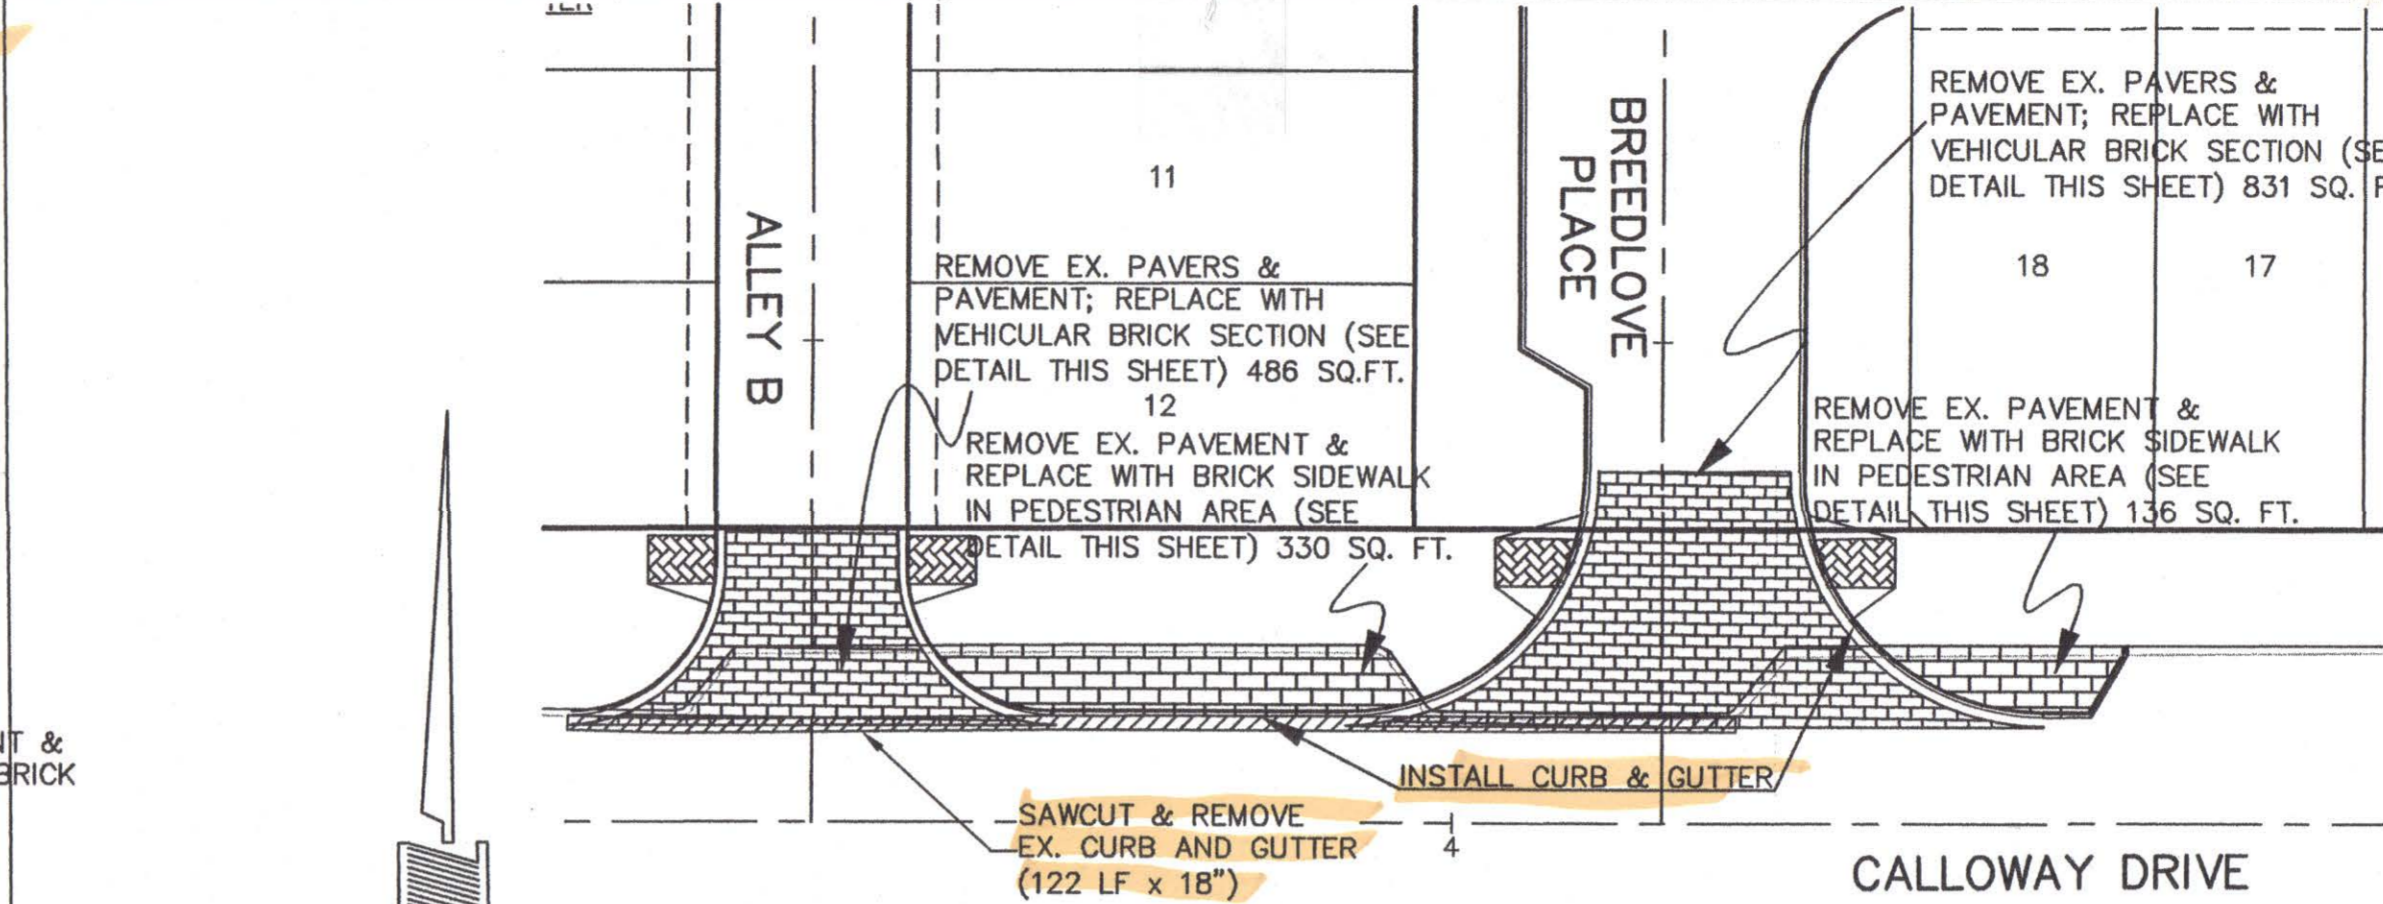 REMOVE EX. PAVERS &
PAVEMENT; REPLACE WITH
VEHICULAR BRICK SECTION (SE
DETAIL THIS SHEET) 831 SQ. F
BREEDLOVE
PLACE
11
18
17
ALLEY B
REMOVE EX. PAVERS &
PAVEMENT; REPLACE WITH
VEHICULAR BRICK SECTION (SEE
DETAIL THIS SHEET) 486 SQ.FT.
12
REMOVE EX. PAVEMENT &
REPLACE WITH BRICK SIDEWALK
IN PEDESTRIAN AREA (SEE
DETAIL THIS SHEET) 330 SQ. FT.
REMOVE EX. PAVEMENT &
REPLACE WITH BRICK SIDEWALK
IN PEDESTRIAN AREA (SEE
DETAIL THIS SHEET) 136 SQ. FT.
&
BRICK
INSTALL CURB & GUTTER
SAWCUT & REMOVE
EX. CURB AND GUTTER
(122 LF x 18")
4
CALLOWAY DRIVE